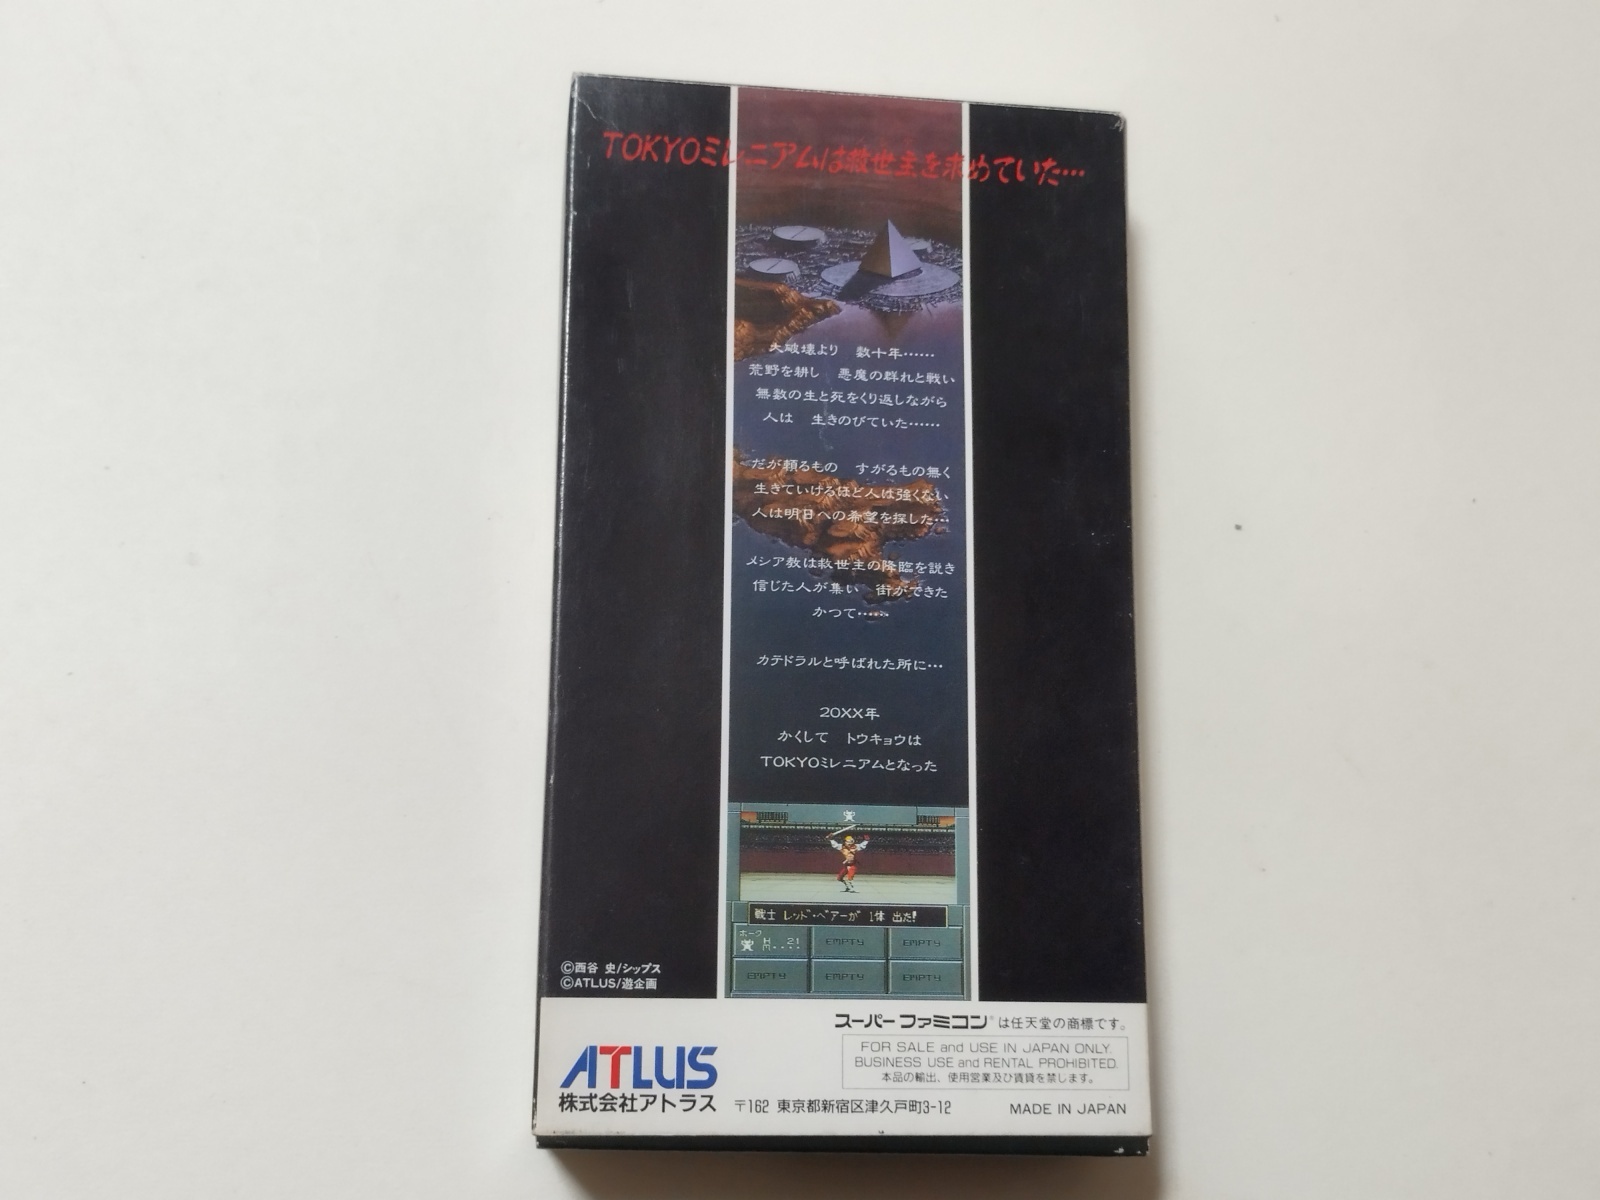 TOKYOミレニアムは救世主を求めていた…
大破壊より 数十年……
荒野を耕し 悪魔の群れと戦い
無数の生と死をくり返しながら
人は 生きのびていた……
だが頼るもの すがるもの無く
生きていけるほど人は強くない
人は明日への希望を探した…
メシア教は救世主の降臨を説き
信じた人が集い 街ができた
かつて……
カテドラルと呼ばれた所に…
20XX年
かくして トウキョウは
TOKYOミレニアムとなった
戦士 レッド・ベアーが 1体 出た!
ホーク
H 21
M....
EMPTY
EMPTY
EMPTY
EMPTY
EMPTY
©西谷 史/シップス
©ATLUS/遊企画
スーパーファミコン®は任天堂の商標です。
FOR SALE and USE IN JAPAN ONLY.
BUSINESS USE and RENTAL PROHIBITED.
本品の輸出、使用営業及び賃貸を禁じます。
ATLUS
株式会社アトラス
〒162 東京都新宿区津久戸町3-12
MADE IN JAPAN